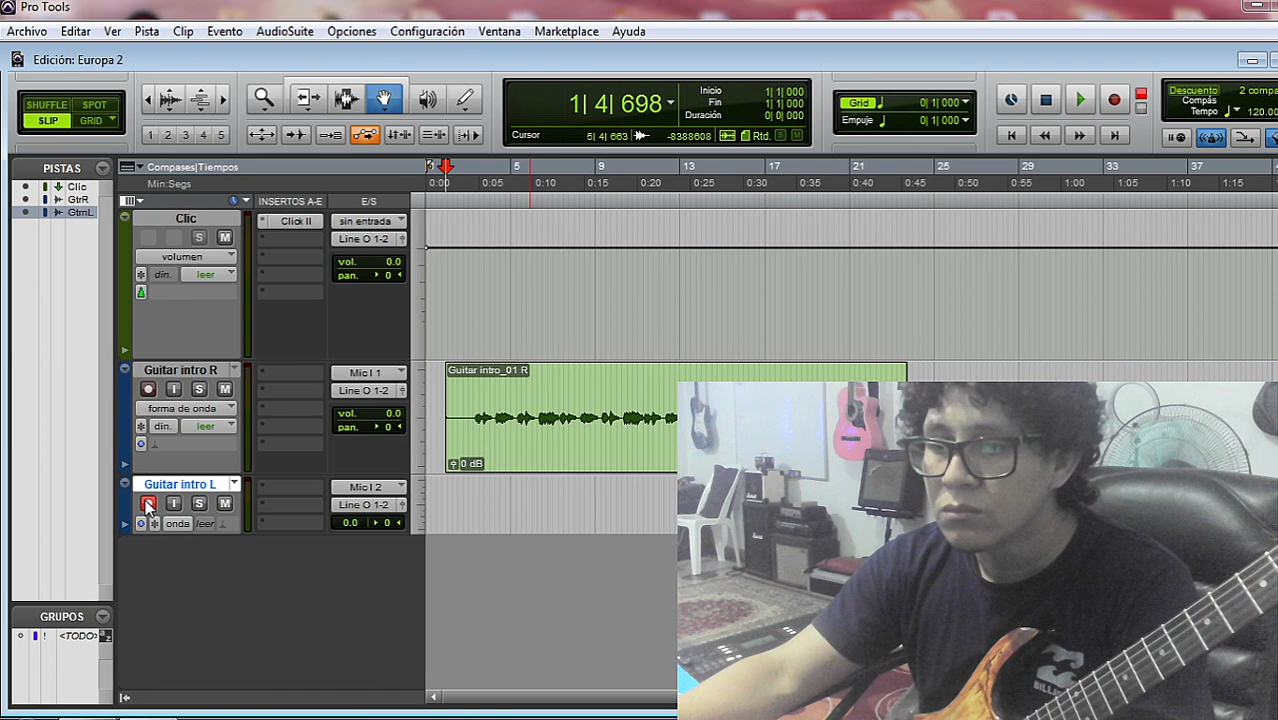 Pro Tools
Archivo Editar Ver Pista Clip Evento AudioSuite Opciones Configuración Ventana Marketplace Ayuda
Edición: Europa 2
SHUFFLE SPOT
SLIP GRID
1 2 3 4 5
1| 4| 698
Inicio 1| 1| 000
Fin 1| 1| 000
Duración 0| 0| 000
Cursor 5| 4| 663 -8388608 Rtd. S M
Grid 0| 1| 000
Empuje 0| 1| 000
Descuento 2 compa
Compás
Tempo 120.00
PISTAS
Clic
GtrR
GtrnL
Compases|Tiempos
5 9 13 17 21 25 29 33 37
Min:Segs
0:00 0:05 0:10 0:15 0:20 0:25 0:30 0:35 0:40 0:45 0:50 0:55 1:00 1:05 1:10 1:15
INSERTOS A-E E/S
Clic
S M
volumen
din. leer
Click II
sin entrada
Line O 1-2
vol. 0.0
pan. 0
Guitar intro R
I S M
forma de onda
din. leer
Mic I 1
Line O 1-2
vol. 0.0
pan. 0
Guitar intro_01 R
0 dB
Guitar intro L
I S M
onda leer
Mic I 2
Line O 1-2
0.0 0
GRUPOS
! <TODO> a z
BILLAB